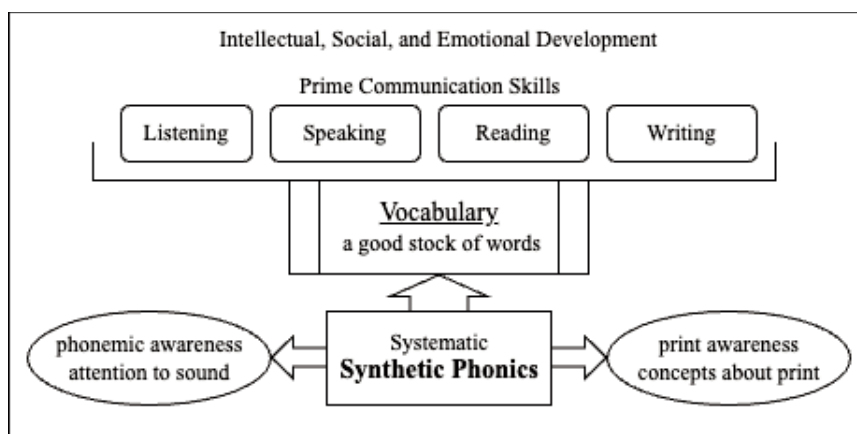 Intellectual, Social, and Emotional Development
Prime Communication Skills
Listening
Speaking
Reading
Writing
Vocabulary
a good stock of words
phonemic awareness
attention to sound
Systematic
Synthetic Phonics
print awareness
concepts about print